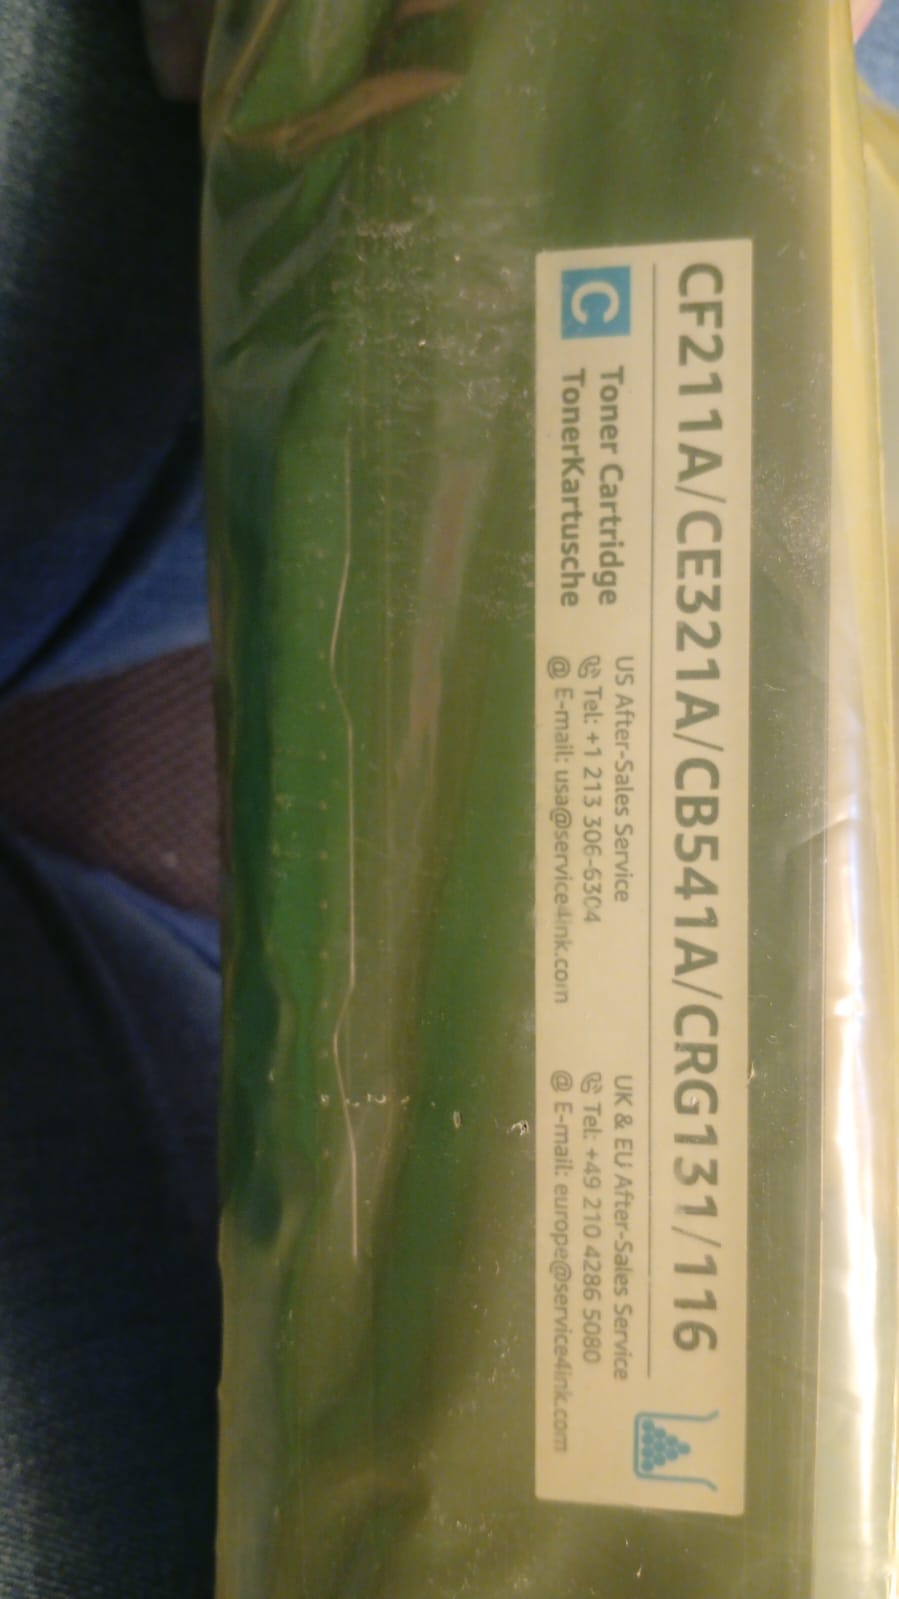 CF211A/CE321A/CB541A/CRG131/116
C
Toner Cartridge
TonerKartusche
US After-Sales Service
Tel: +1 213 306-6304
@ E-mail: usa@service4ink.com
UK & EU After-Sales Service
Tel: +49 210 4286 5080
@ E-mail: europe@service4ink.com
2